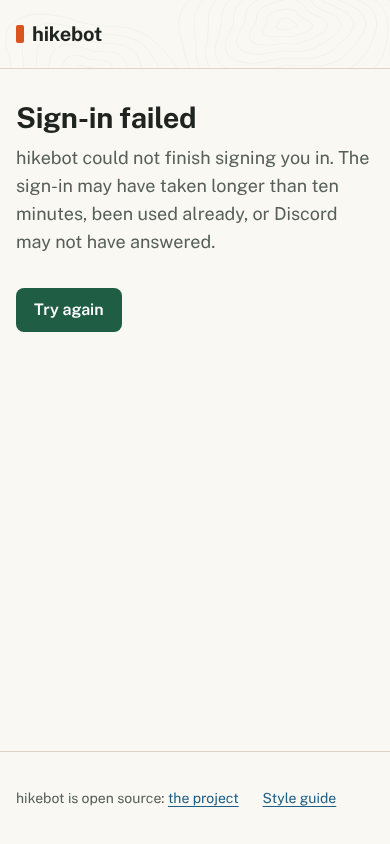 hikebot
Sign-in failed
hikebot could not finish signing you in. The
sign-in may have taken longer than ten
minutes, been used already, or Discord
may not have answered.
Try again
hikebot is open source: the project Style guide